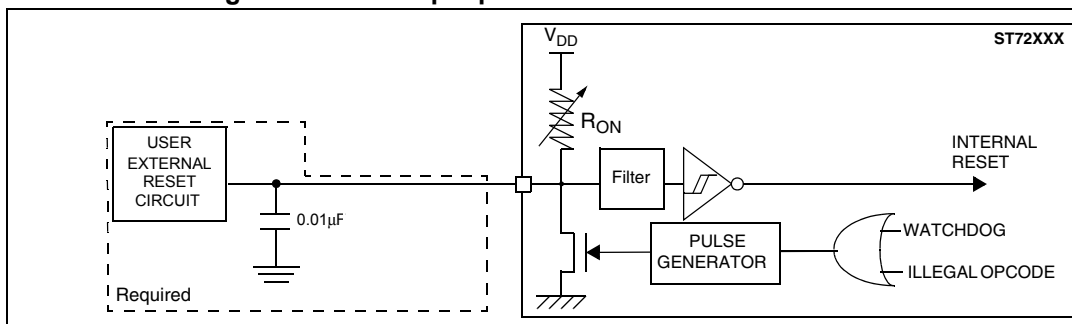 V_DD
ST72XXX
R_ON
USER
EXTERNAL
RESET
CIRCUIT
INTERNAL
RESET
Filter
0.01µF
PULSE
GENERATOR
WATCHDOG
ILLEGAL OPCODE
Required